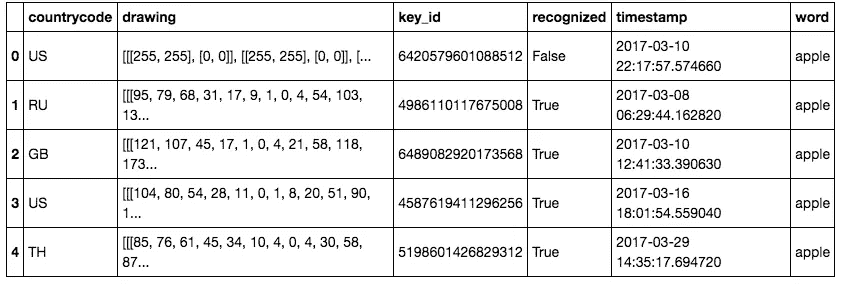 countrycode drawing key_id recognized timestamp word
0 US [[[255, 255], [0, 0]], [[255, 255], [0, 0]], [... 6420579601088512 False 2017-03-10 22:17:57.574660 apple
1 RU [[[95, 79, 68, 31, 17, 9, 1, 0, 4, 54, 103, 13... 4986110117675008 True 2017-03-08 06:29:44.162820 apple
2 GB [[[121, 107, 45, 17, 1, 0, 4, 21, 58, 118, 173... 6489082920173568 True 2017-03-10 12:41:33.390630 apple
3 US [[[104, 80, 54, 28, 11, 0, 1, 8, 20, 51, 90, 1... 4587619411296256 True 2017-03-16 18:01:54.559040 apple
4 TH [[[85, 76, 61, 45, 34, 10, 4, 0, 4, 30, 58, 87... 5198601426829312 True 2017-03-29 14:35:17.694720 apple